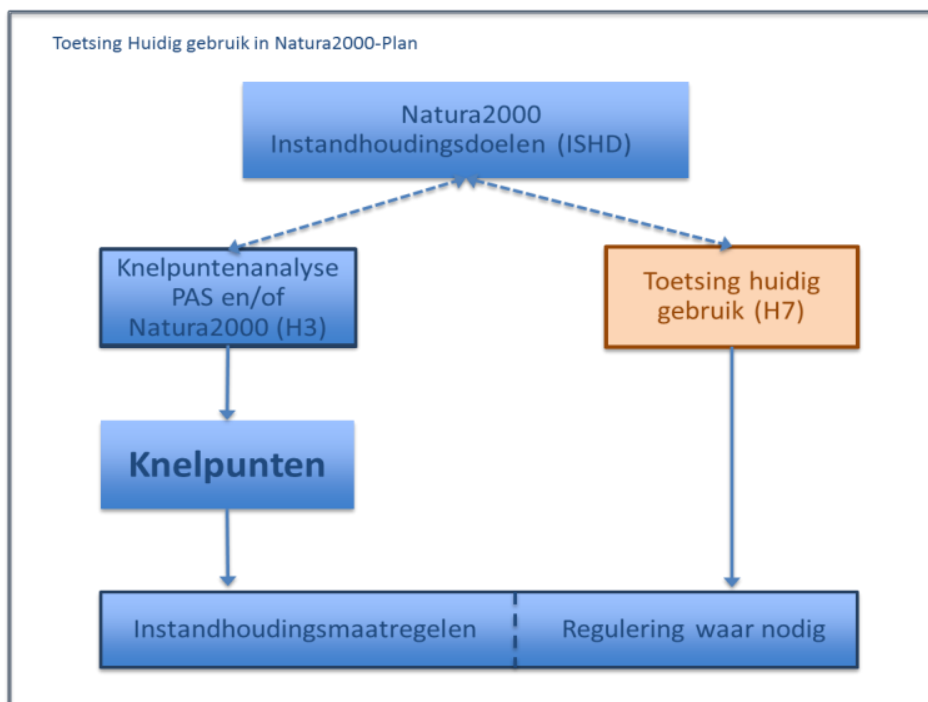 Toetsing Huidig gebruik in Natura2000-Plan
Natura2000
Instandhoudingsdoelen (ISHD)
Knelpuntenanalyse
PAS en/of
Natura2000 (H3)
Toetsing huidig
gebruik (H7)
Knelpunten
Instandhoudingsmaatregelen
Regulering waar nodig